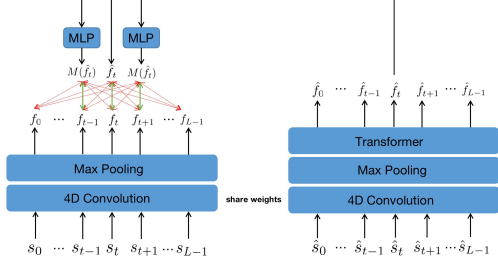 MLP MLP
M(f̂_t) f̂_t M(f̂_t)
f_0 ··· f_{t−1} f_t f_{t+1} ··· f_{L−1}
Max Pooling
4D Convolution
s_0 ··· s_{t−1} s_t s_{t+1} ··· s_{L−1}
share weights
f̂_0 ··· f̂_{t−1} f̂_t f̂_{t+1} ··· f̂_{L−1}
Transformer
Max Pooling
4D Convolution
ŝ_0 ··· ŝ_{t−1} ŝ_t ŝ_{t+1} ··· ŝ_{L−1}